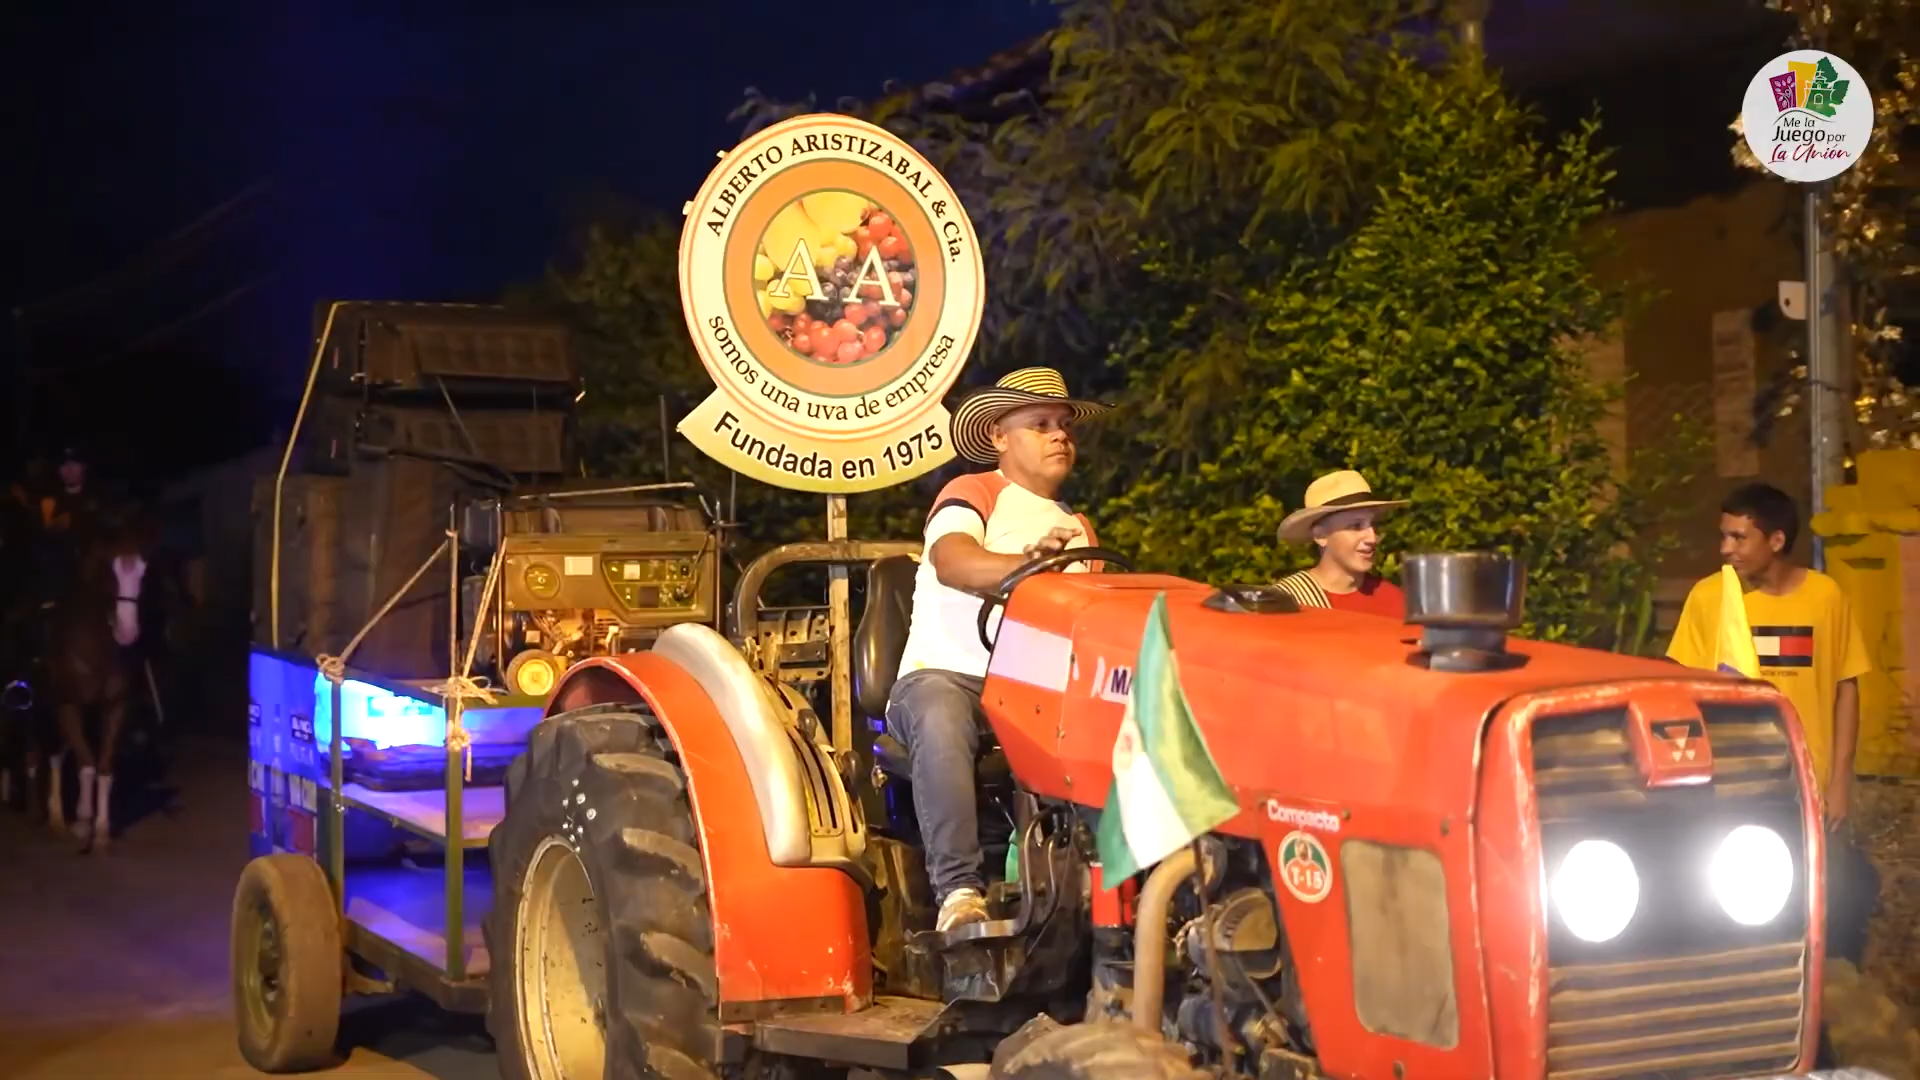 Me la
Juego por
La Unión
ALBERTO ARISTIZABAL & Cia.
A A
somos una uva de empresa
Fundada en 1975
MA
Compacto
T-15